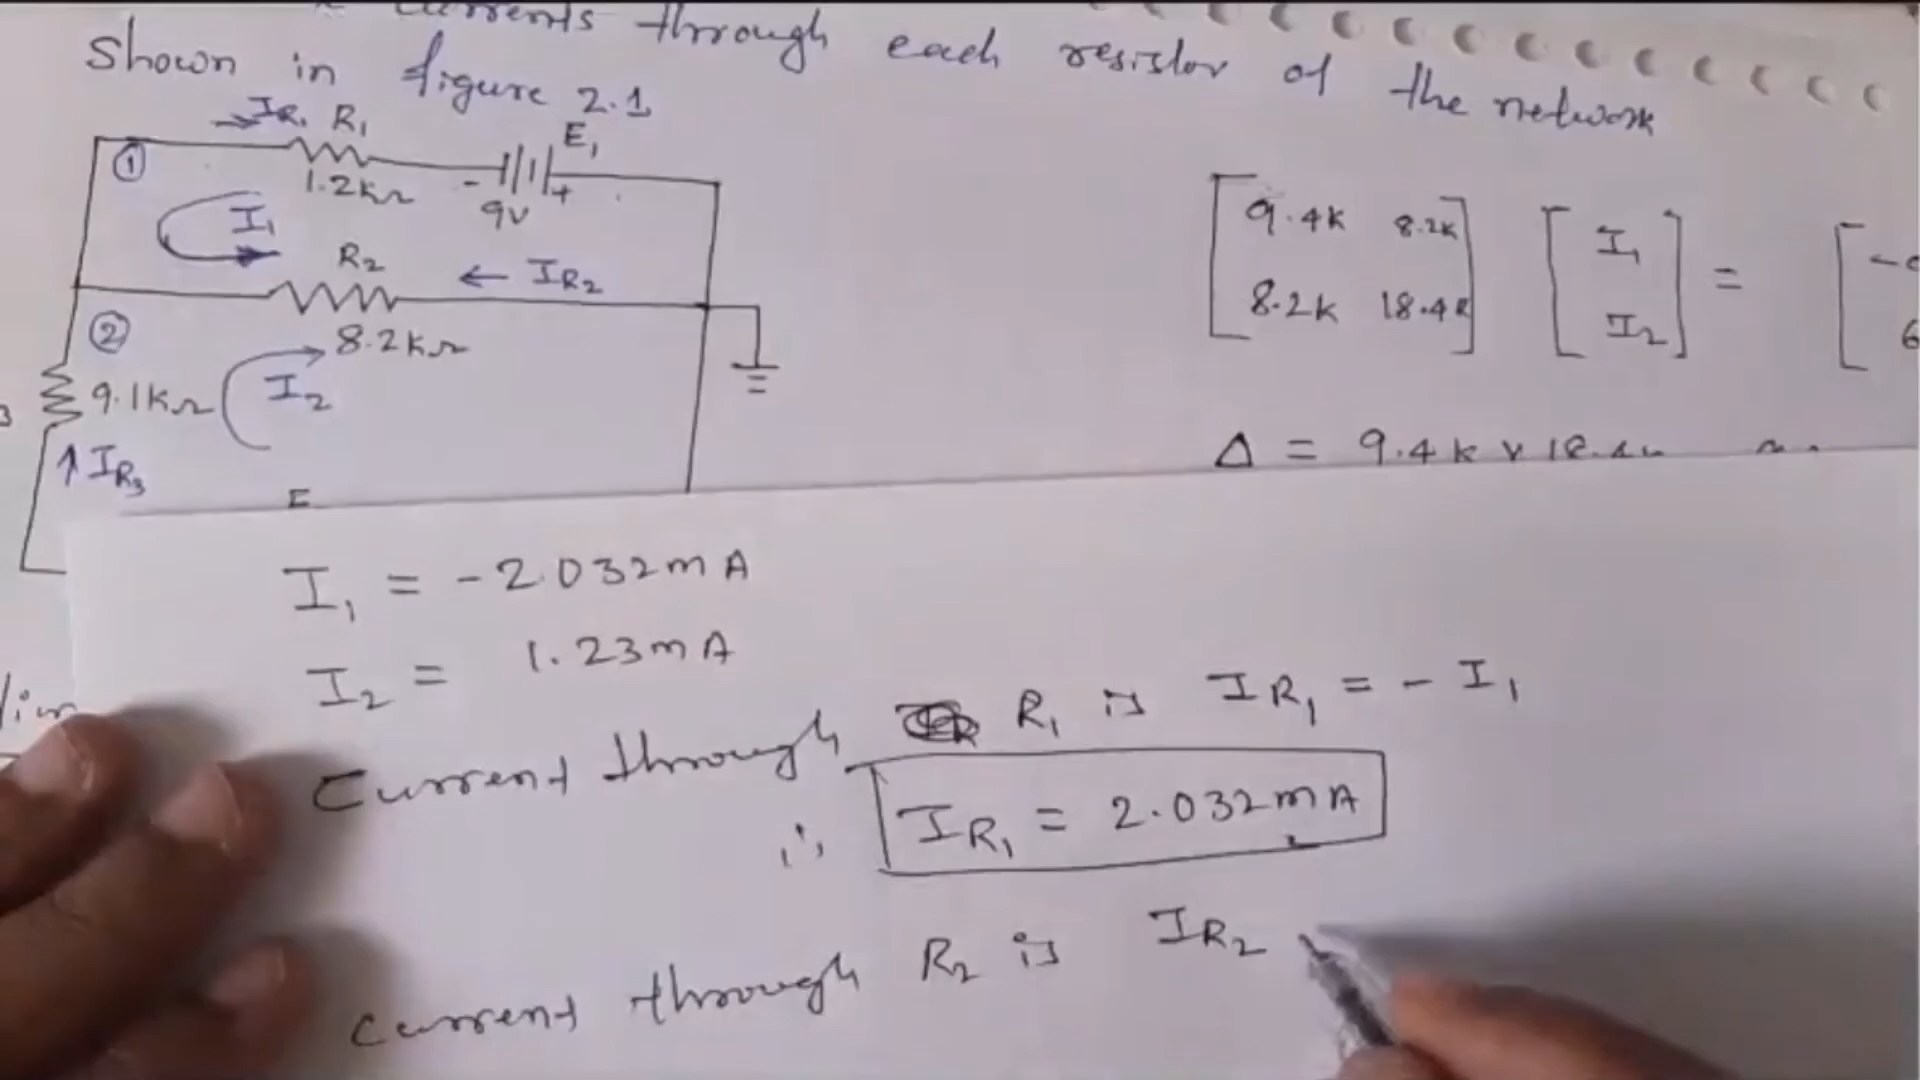 currents through each resistor of the network
shown in figure 2.1
IR1 R1
E1
①
1.2kΩ
- +
9V
I1
R2
← IR2
8.2kΩ
②
9.1kΩ
I2
↑ IR3
E
[ 9.4k 8.2k ] [ I1 ] =
[ 8.2k 18.4k ] [ I2 ]
Δ = 9.4k x
I1 = -2.032mA
I2 = 1.23mA
Current through R1 is IR1 = - I1
∴ IR1 = 2.032mA
Current through R2 is IR2